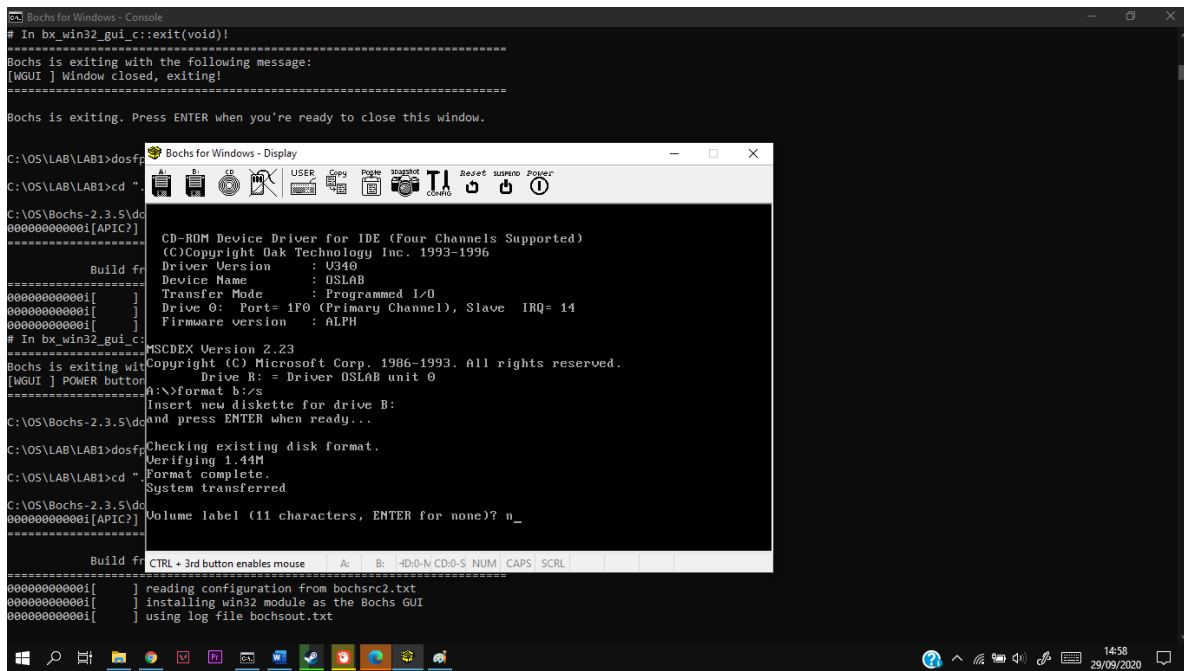 Bochs for Windows - Console
# In bx_win32_gui_c::exit(void)!
========================================================================
Bochs is exiting with the following message:
[WGUI ] Window closed, exiting!
========================================================================
Bochs is exiting. Press ENTER when you're ready to close this window.
C:\OS\LAB\LAB1>dosfp
C:\OS\LAB\LAB1>cd ".
C:\OS\Bochs-2.3.5\do
00000000000i[APIC?]
Build fr
00000000000i[ ]
00000000000i[ ]
00000000000i[ ]
# In bx_win32_gui_c:
Bochs is exiting wit
[WGUI ] POWER button
C:\OS\Bochs-2.3.5\do
C:\OS\LAB\LAB1>dosfp
C:\OS\LAB\LAB1>cd ".
C:\OS\Bochs-2.3.5\do
00000000000i[APIC?]
Build fr
00000000000i[ ] reading configuration from bochsrc2.txt
00000000000i[ ] installing win32 module as the Bochs GUI
00000000000i[ ] using log file bochsout.txt
Bochs for Windows - Display
A: B: CD USER Copy Paste snapshot CONFIG Reset SUSPEND Power
CD-ROM Device Driver for IDE (Four Channels Supported)
(C)Copyright Oak Technology Inc. 1993-1996
Driver Version : V340
Device Name : OSLAB
Transfer Mode : Programmed I/O
Drive 0: Port= 1F0 (Primary Channel), Slave IRQ= 14
Firmware version : ALPH
MSCDEX Version 2.23
Copyright (C) Microsoft Corp. 1986-1993. All rights reserved.
Drive R: = Driver OSLAB unit 0
A:\>format b:/s
Insert new diskette for drive B:
and press ENTER when ready...
Checking existing disk format.
Verifying 1.44M
Format complete.
System transferred
Volume label (11 characters, ENTER for none)? n_
CTRL + 3rd button enables mouse A: B: HD:0-M CD:0-S NUM CAPS SCRL
14:58
29/09/2020